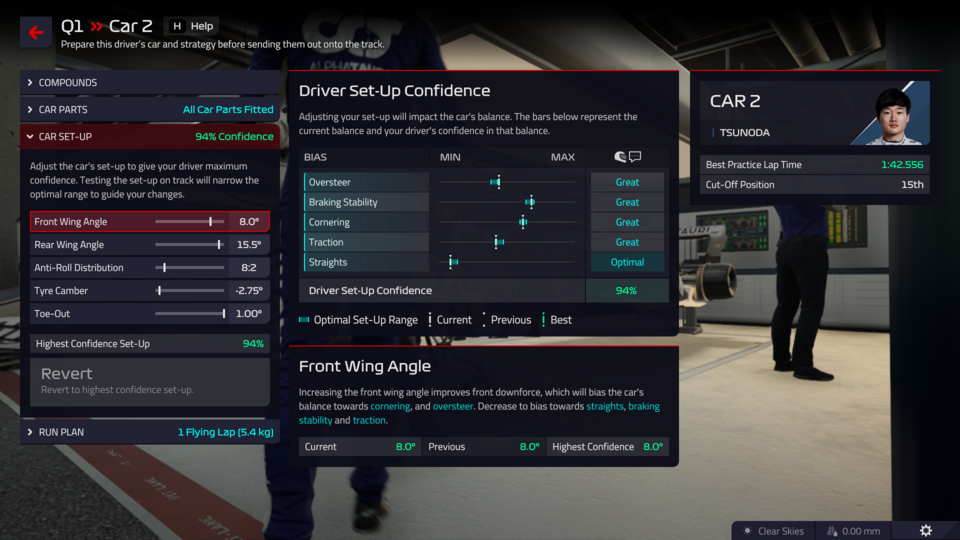 Q1 Car 2 H Help
Prepare this driver's car and strategy before sending them out onto the track.
COMPOUNDS
CAR PARTS All Car Parts Fitted
CAR SET-UP 94% Confidence
Adjust the car's set-up to give your driver maximum
confidence. Testing the set-up on track will narrow the
optimal range to guide your changes.
Front Wing Angle 8.0°
Rear Wing Angle 15.5°
Anti-Roll Distribution 8:2
Tyre Camber -2.75°
Toe-Out 1.00°
Highest Confidence Set-Up 94%
Revert
Revert to highest confidence set-up.
RUN PLAN 1 Flying Lap (5.4 kg)
Driver Set-Up Confidence
Adjusting your set-up will impact the car's balance. The bars below represent the
current balance and your driver's confidence in that balance.
BIAS MIN MAX
Oversteer Great
Braking Stability Great
Cornering Great
Traction Great
Straights Optimal
Driver Set-Up Confidence 94%
Optimal Set-Up Range Current Previous Best
Front Wing Angle
Increasing the front wing angle improves front downforce, which will bias the car's
balance towards cornering, and oversteer. Decrease to bias towards straights, braking
stability and traction.
Current 8.0° Previous 8.0° Highest Confidence 8.0°
CAR 2
TSUNODA
Best Practice Lap Time 1:42.556
Cut-Off Position 15th
ALPHATAU
TAURI
PIT LANE
Clear Skies 0.00 mm